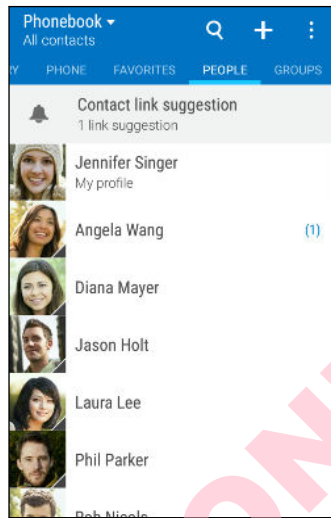 Phonebook
All contacts
RY PHONE FAVORITES PEOPLE GROUPS
Contact link suggestion
1 link suggestion
Jennifer Singer
My profile
Angela Wang (1)
Diana Mayer
Jason Holt
Laura Lee
Phil Parker